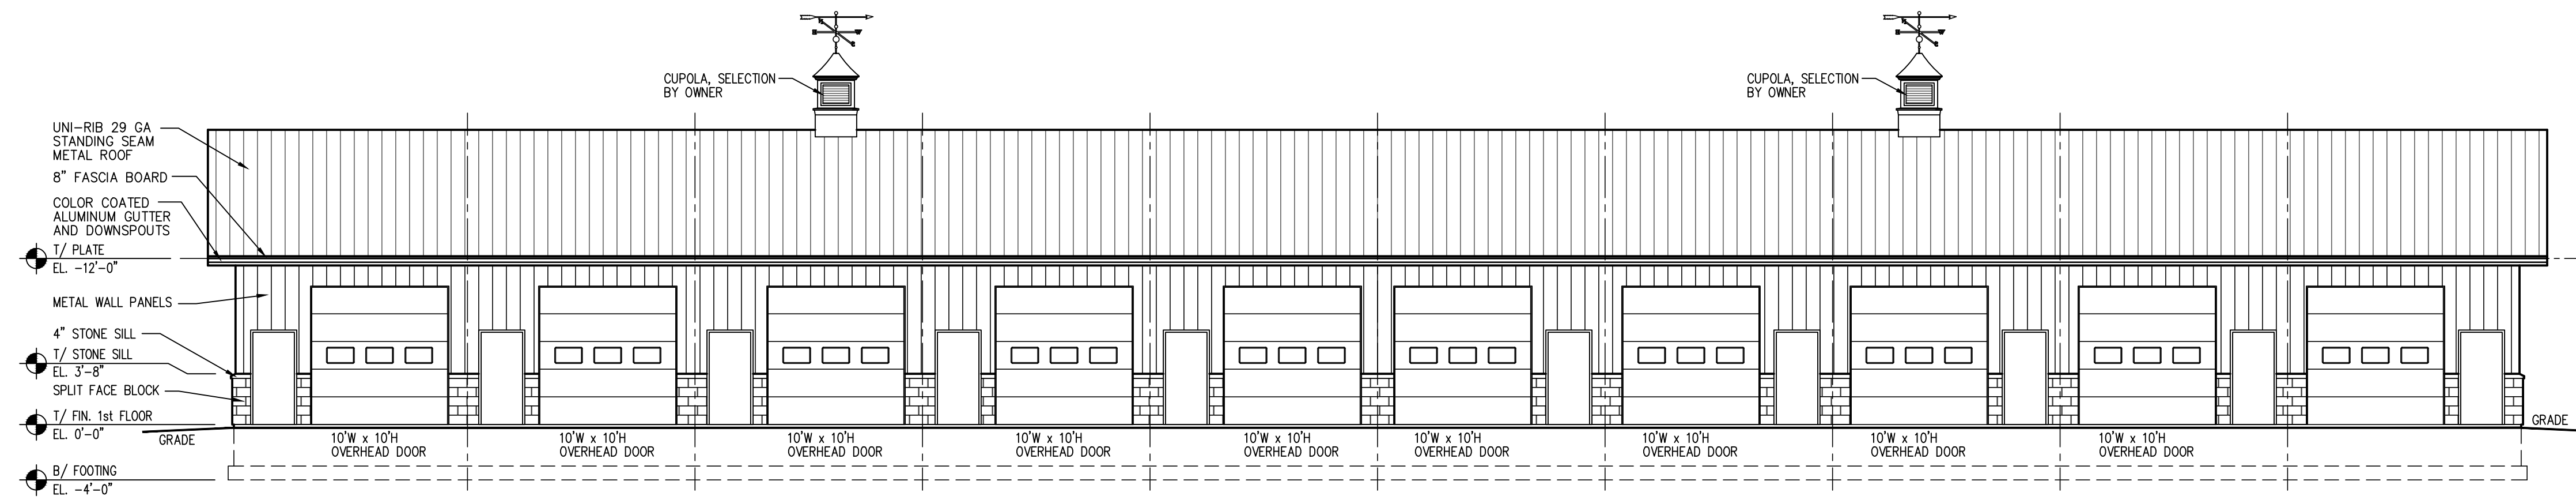 CUPOLA, SELECTION
BY OWNER
CUPOLA, SELECTION
BY OWNER
UNI-RIB 29 GA
STANDING SEAM
METAL ROOF
8" FASCIA BOARD
COLOR COATED
ALUMINUM GUTTER
AND DOWNSPOUTS
T/ PLATE
EL. -12'-0"
METAL WALL PANELS
4" STONE SILL
T/ STONE SILL
EL. 3'-8"
SPLIT FACE BLOCK
T/ FIN. 1st FLOOR
EL. 0'-0"
GRADE
GRADE
10'W x 10'H
OVERHEAD DOOR
10'W x 10'H
OVERHEAD DOOR
10'W x 10'H
OVERHEAD DOOR
10'W x 10'H
OVERHEAD DOOR
10'W x 10'H
OVERHEAD DOOR
10'W x 10'H
OVERHEAD DOOR
10'W x 10'H
OVERHEAD DOOR
10'W x 10'H
OVERHEAD DOOR
10'W x 10'H
OVERHEAD DOOR
B/ FOOTING
EL. -4'-0"